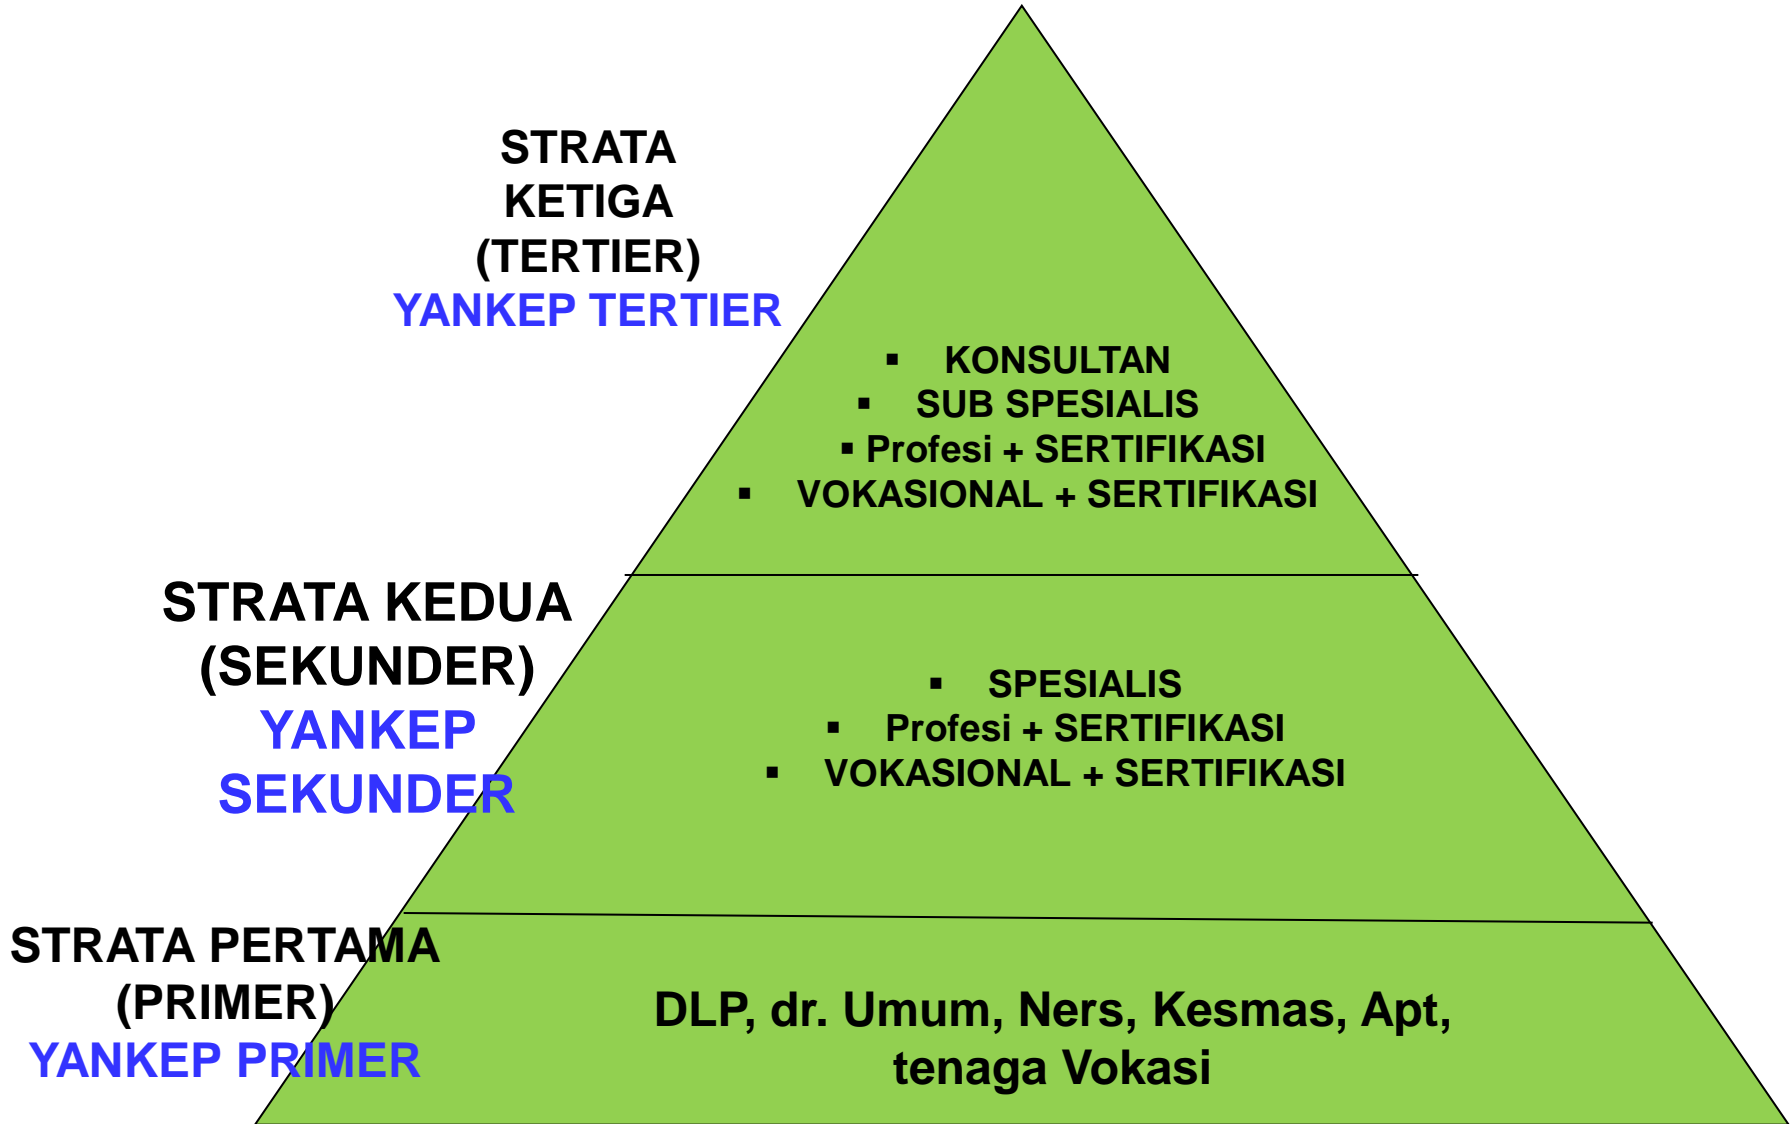 STRATA
KETIGA
(TERTIER)
YANKEP TERTIER
▪ KONSULTAN
▪ SUB SPESIALIS
▪ Profesi + SERTIFIKASI
▪ VOKASIONAL + SERTIFIKASI
STRATA KEDUA
(SEKUNDER)
YANKEP
SEKUNDER
▪ SPESIALIS
▪ Profesi + SERTIFIKASI
▪ VOKASIONAL + SERTIFIKASI
STRATA PERTAMA
(PRIMER)
YANKEP PRIMER
DLP, dr. Umum, Ners, Kesmas, Apt,
tenaga Vokasi